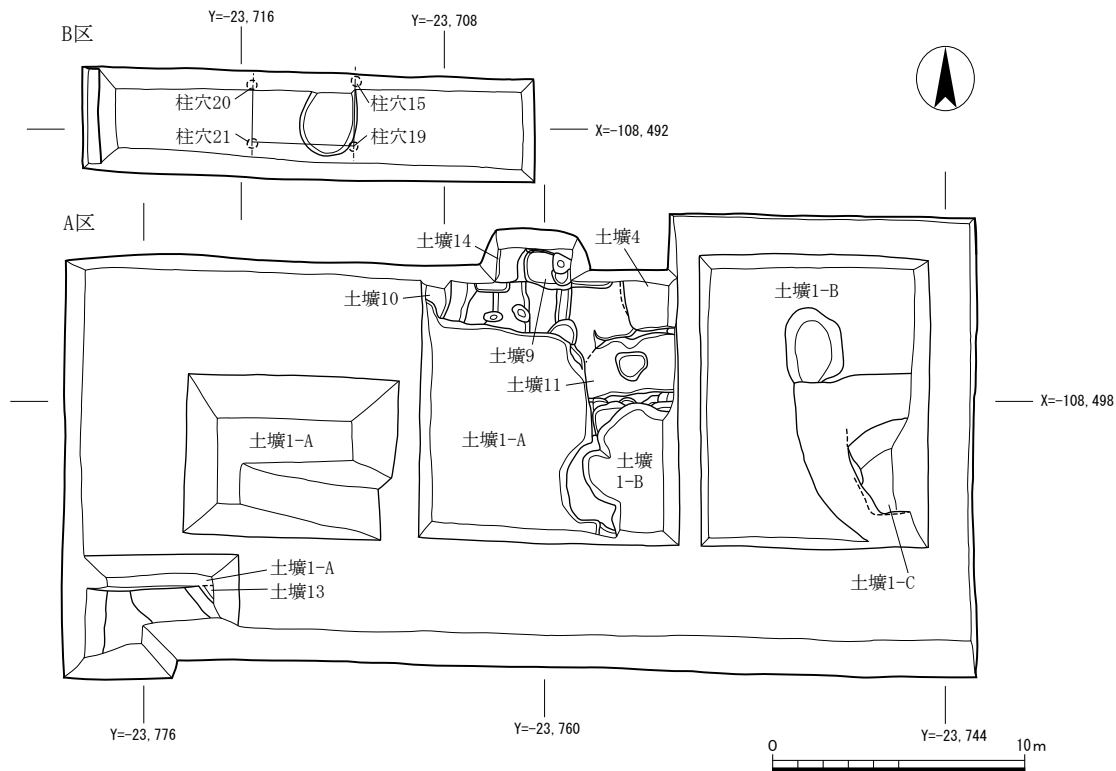 Y=-23,716
Y=-23,708
B区
柱穴20
柱穴15
柱穴21
柱穴19
X=-108,492
A区
土壙14
土壙4
土壙10
土壙1-B
土壙9
土壙11
X=-108,498
土壙1-A
土壙1-A
土壙
1-B
土壙1-A
土壙13
土壙1-C
Y=-23,776
Y=-23,760
Y=-23,744
0
10m